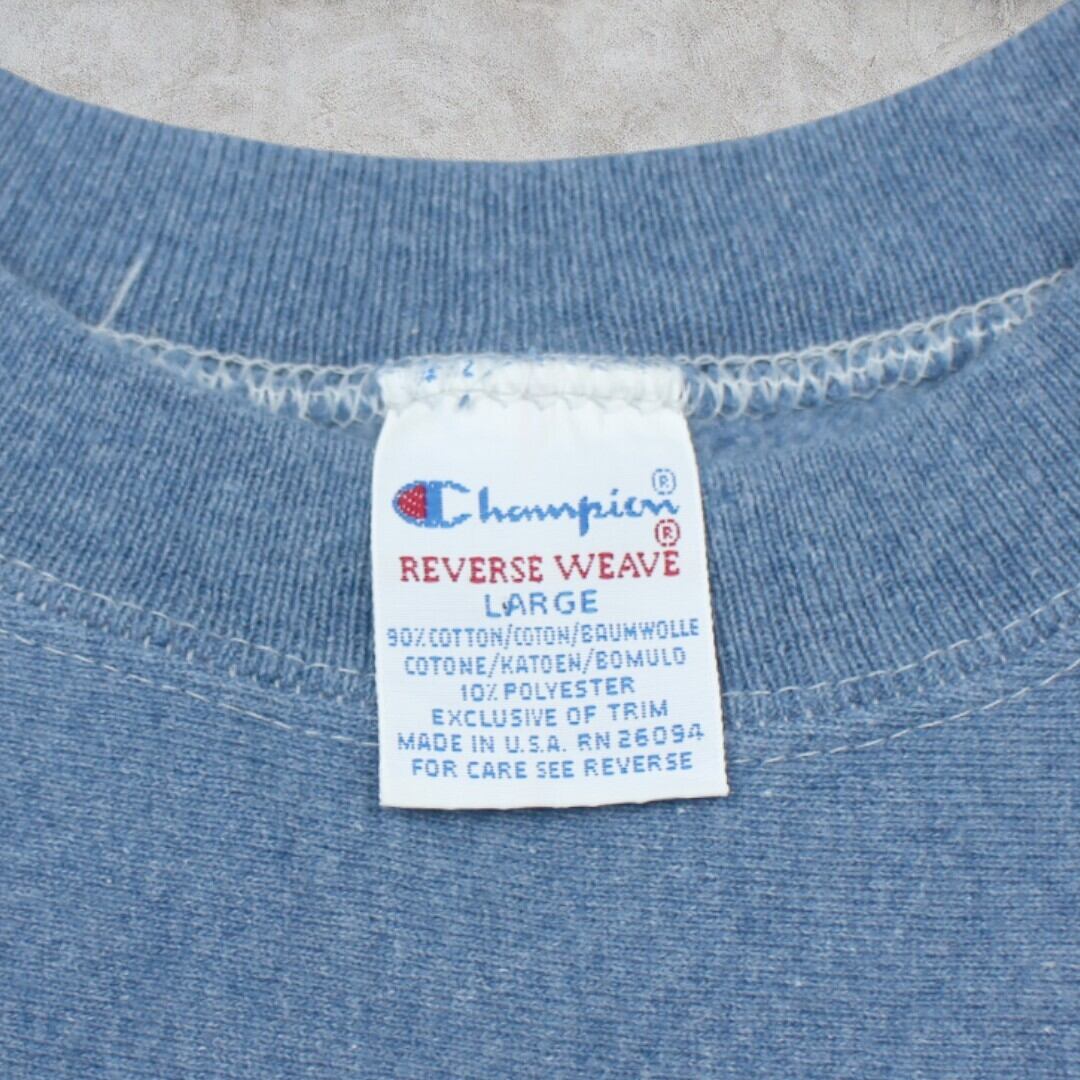 Champion®
®
REVERSE WEAVE
LARGE
90% COTTON/COTON/BAUMWOLLE
COTONE/KATOEN/BOMULD
10% POLYESTER
EXCLUSIVE OF TRIM
MADE IN U.S.A. RN 26094
FOR CARE SEE REVERSE